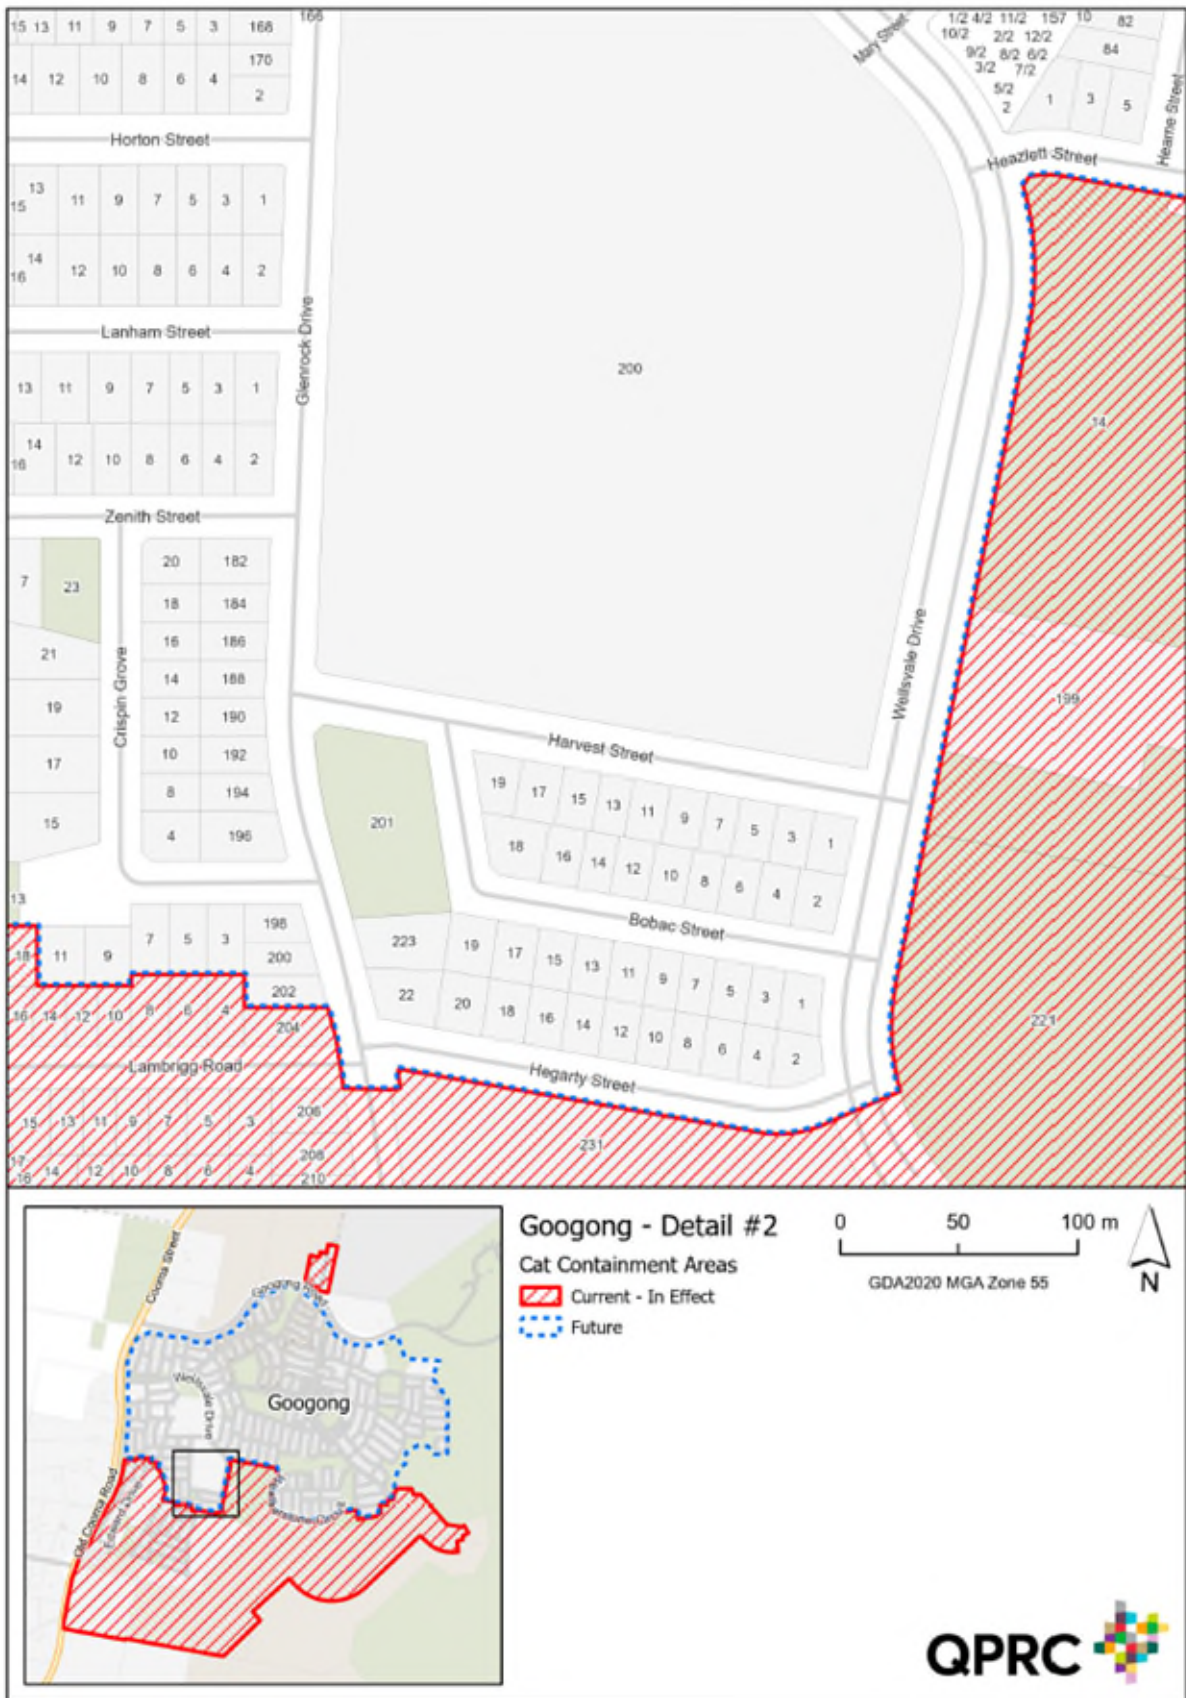 166
15 13 11 9 7 5 3 168
170
14 12 10 8 6 4
2
Horton Street
13
15 11 9 7 5 3 1
14
16 12 10 8 6 4 2
Lanham Street
13 11 9 7 5 3 1
14
16 12 10 8 6 4 2
Zenith Street
Glenrock Drive
200
Mary Street
1/2 4/2 11/2 157 10 82
10/2 2/2 12/2
9/2 8/2 6/2 84
3/2 7/2
5/2
2 1 3 5
Hearne Street
Heazlett Street
14
199
221
Wellsvale Drive
7 23
21
19
17
15
13
Crispin Grove
20 182
18 184
16 186
14 188
12 190
10 192
8 194
4 196
201
Harvest Street
19 17 15 13 11 9 7 5 3 1
18 16 14 12 10 8 6 4 2
Bobac Street
223 19 17 15 13 11 9 7 5 3 1
22 20 18 16 14 12 10 8 6 4 2
Hegarty Street
231
198
18 11 9 7 5 3 200
202
16 14 12 10 8 6 4 204
Lambrigg Road
15 13 11 9 7 5 3 206
17 208
16 14 12 10 8 6 4 210
Googong - Detail #2
Cat Containment Areas
Current - In Effect
Future
0 50 100 m
GDA2020 MGA Zone 55
N
Cooma Street
Googong Road
Wellsvale Drive
Googong
Old Cooma Road
Edward Drive
QPRC